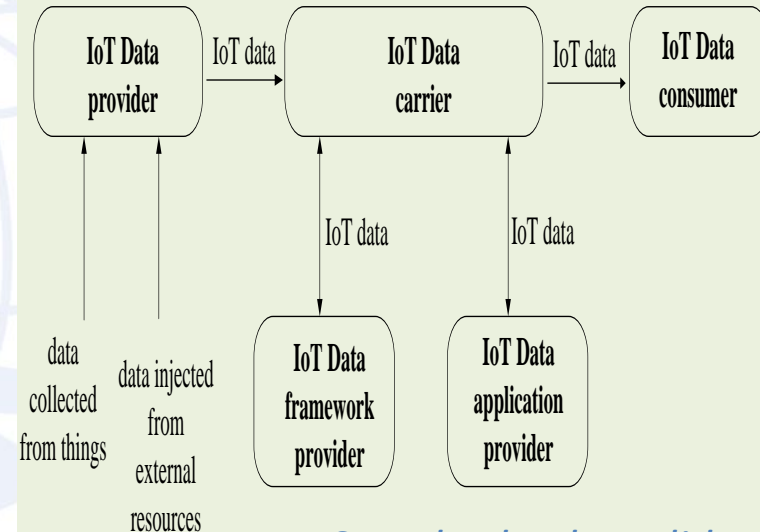 IoT Data
provider
IoT data
IoT Data
carrier
IoT data
IoT Data
consumer
IoT data
IoT data
data
collected
from things
data injected
from
external
resources
IoT Data
framework
provider
IoT Data
application
provider